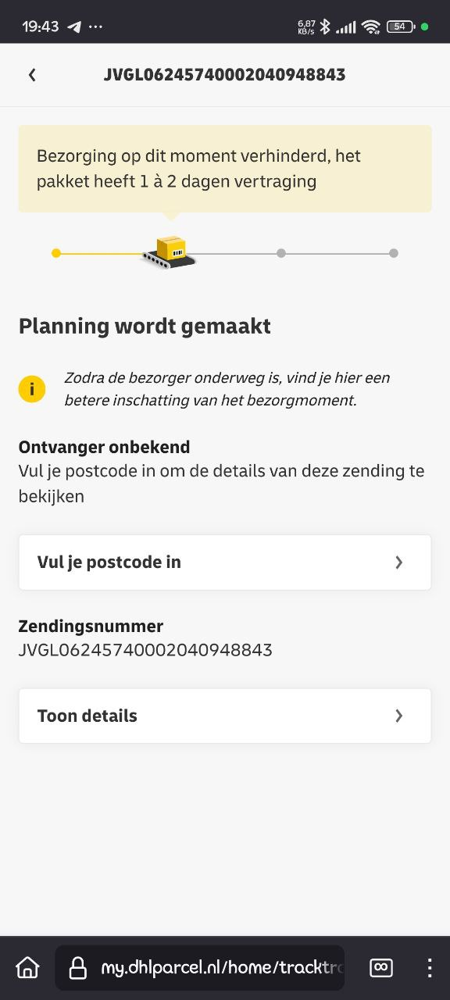 19:43
6,87
KB/s
54
JVGL06245740002040948843
Bezorging op dit moment verhinderd, het
pakket heeft 1 à 2 dagen vertraging
Planning wordt gemaakt
i
Zodra de bezorger onderweg is, vind je hier een
betere inschatting van het bezorgmoment.
Ontvanger onbekend
Vul je postcode in om de details van deze zending te
bekijken
Vul je postcode in
Zendingsnummer
JVGL06245740002040948843
Toon details
my.dhlparcel.nl/home/tracktr